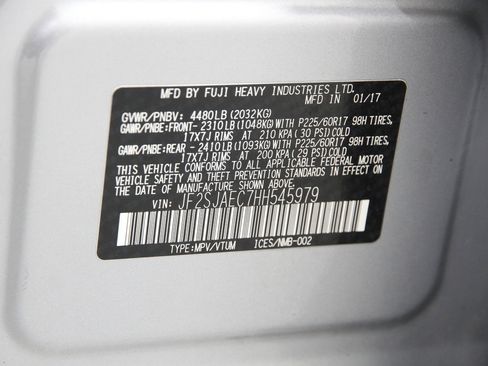 MFD BY FUJI HEAVY INDUSTRIES LTD.
MFD IN 01/17
GVWR/PNBV: 4480LB (2032KG)
GAWR/PNBE:FRONT- 2310LB(1048KG)WITH P225/60R17 98H TIRES,
17X7J RIMS AT 210 KPA(30 PSI)COLD
GAWR/PNBE:REAR - 2410LB(1093KG)WITH P225/60R17 98H TIRES,
17X7J RIMS AT 200 KPA(29 PSI)COLD
THIS VEHICLE CONFORMS TO ALL APPLICABLE FEDERAL MOTOR
VEHICLE SAFETY, BUMPER, AND THEFT PREVENTION STANDARDS IN EFFECT ON
THE DATE OF MANUFACTURE SHOWN ABOVE.
VIN: JF2SJAEC7HH545979
TYPE:MPV/VTUM ICES/NMB-002